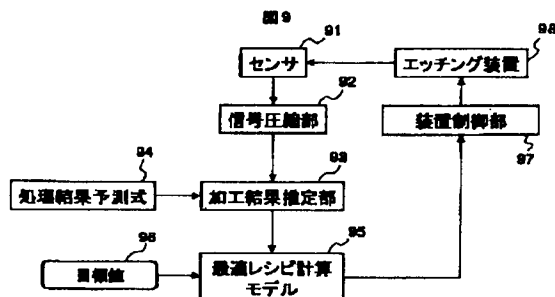 図9
91
98
センサ
エッチング装置
92
信号圧縮部
装置制御部
97
94
93
処理結果予測式
加工結果推定部
96
95
目標値
最適レシピ計算
モデル